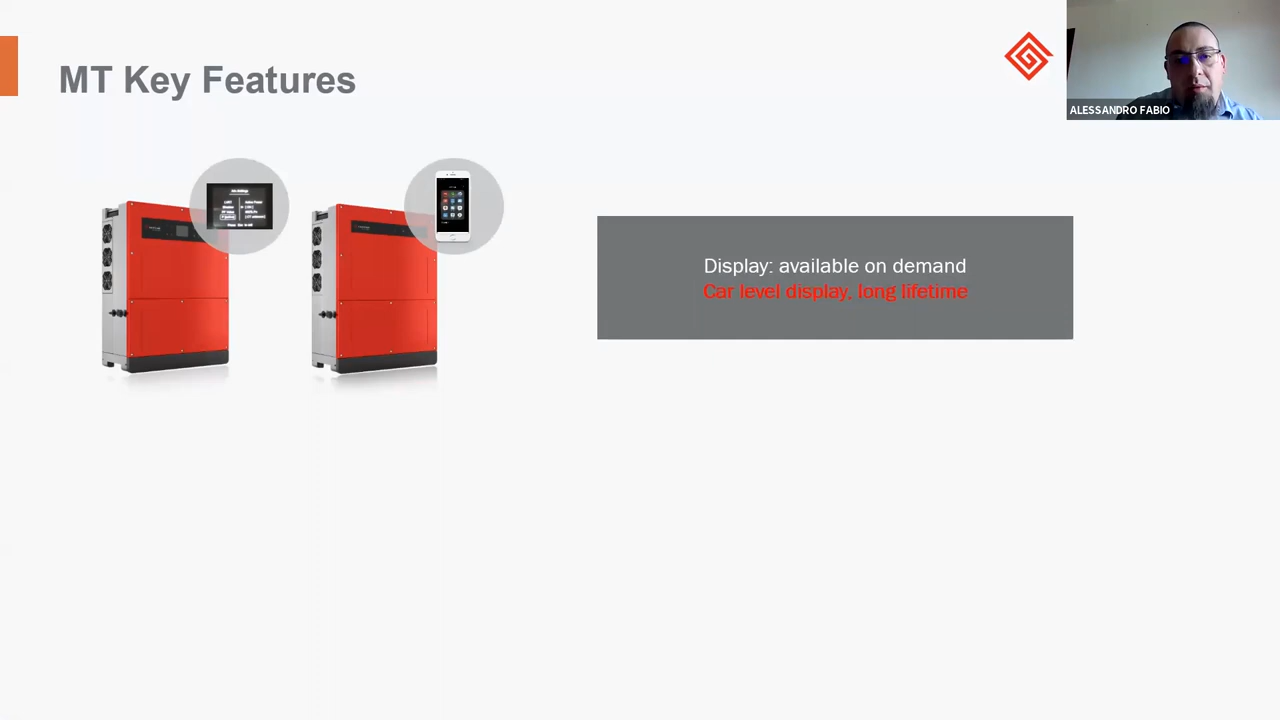 MT Key Features
ALESSANDRO FABIO
Display: available on demand
Car level display, long lifetime